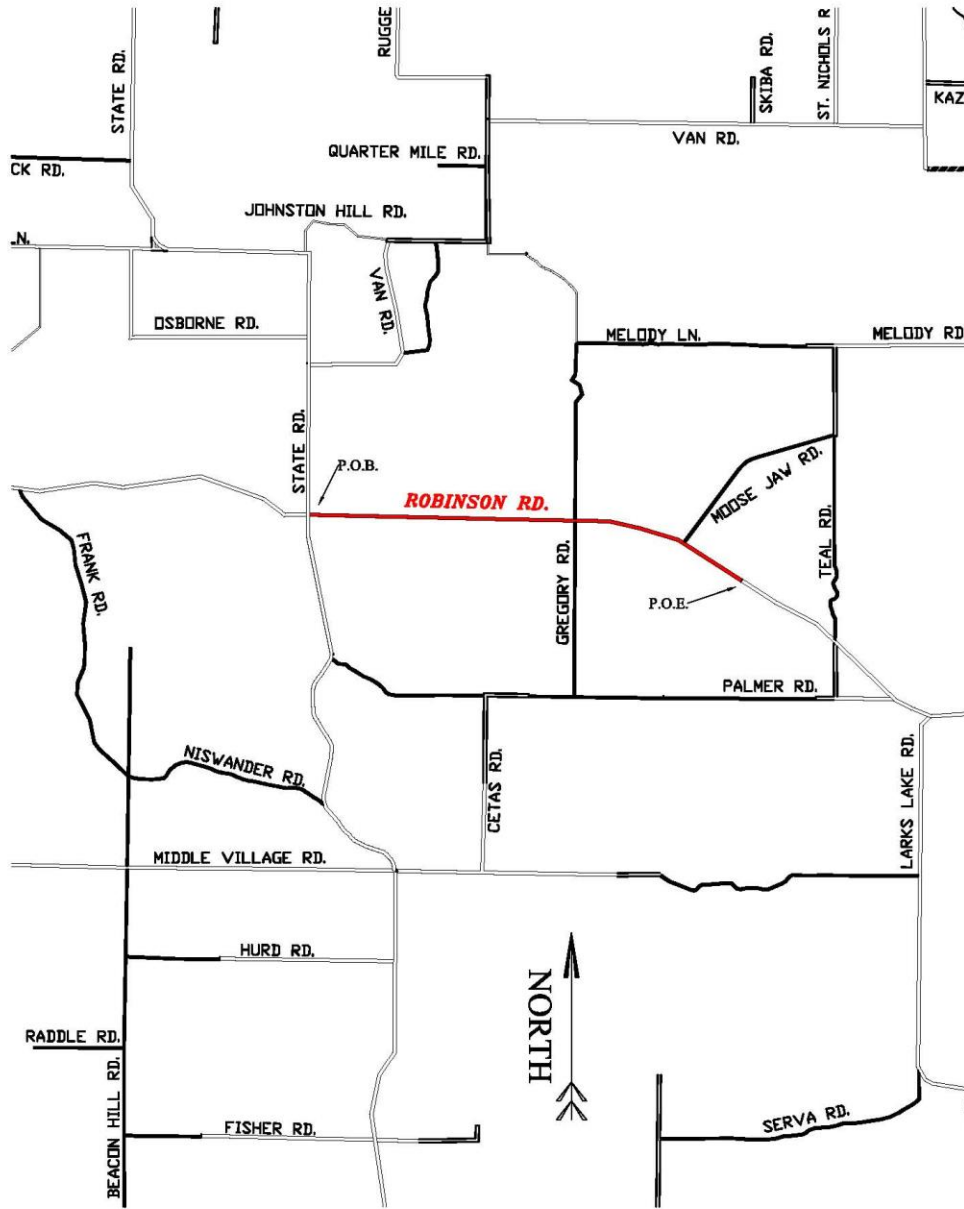 STATE RD.
RUGGE
SKIBA RD.
ST. NICHOLS R
KAZ
VAN RD.
QUARTER MILE RD.
CK RD.
JOHNSTON HILL RD.
N.
VAN RD.
OSBORNE RD.
MELODY LN.
MELODY RD
STATE RD.
P.O.B.
ROBINSON RD.
MOOSE JAW RD.
TEAL RD.
FRANK RD.
GREGORY RD.
P.O.E.
PALMER RD.
NISWANDER RD.
CETAS RD.
LARKS LAKE RD.
MIDDLE VILLAGE RD.
HURD RD.
NORTH
RADDLE RD.
BEACON HILL RD.
FISHER RD.
SERVA RD.